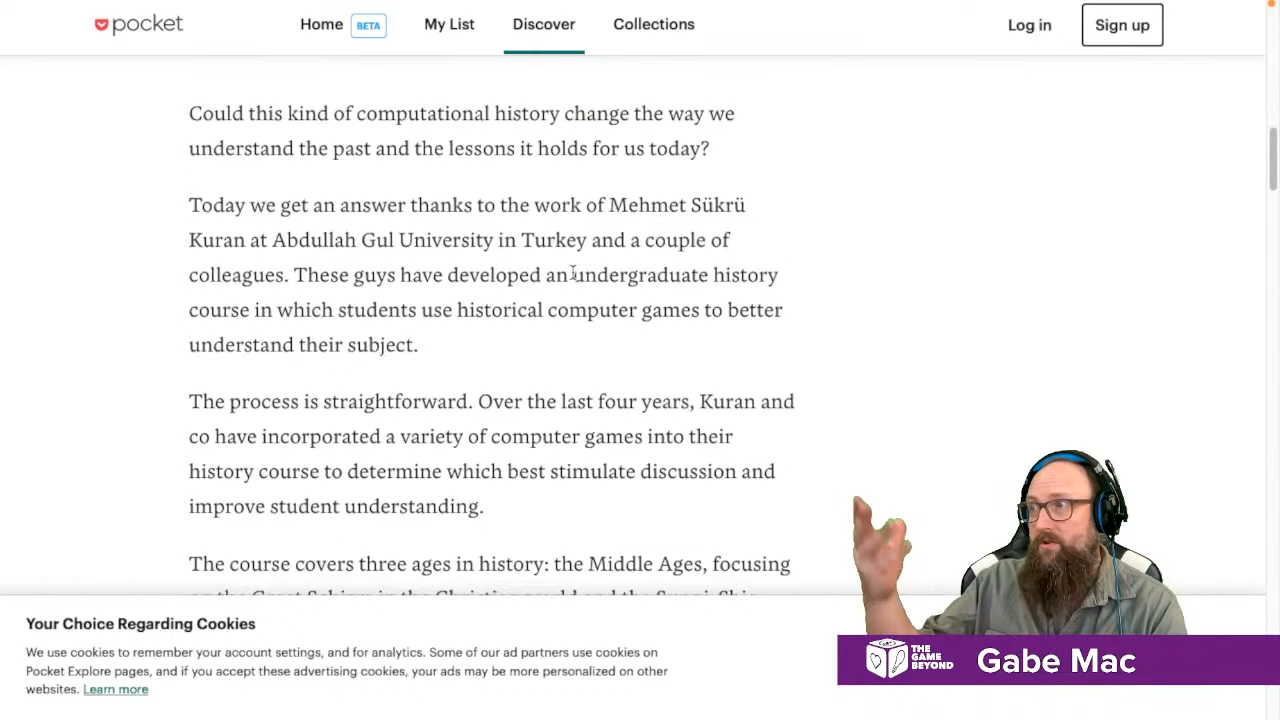 pocket
Home BETA My List Discover Collections Log in Sign up
Could this kind of computational history change the way we
understand the past and the lessons it holds for us today?
Today we get an answer thanks to the work of Mehmet Sükrü
Kuran at Abdullah Gul University in Turkey and a couple of
colleagues. These guys have developed an undergraduate history
course in which students use historical computer games to better
understand their subject.
The process is straightforward. Over the last four years, Kuran and
co have incorporated a variety of computer games into their
history course to determine which best stimulate discussion and
improve student understanding.
The course covers three ages in history: the Middle Ages, focusing
Your Choice Regarding Cookies
We use cookies to remember your account settings, and for analytics. Some of our ad partners use cookies on
Pocket Explore pages, and if you accept these advertising cookies, your ads may be more personalized on other
websites. Learn more
THE GAME
BEYOND
Gabe Mac